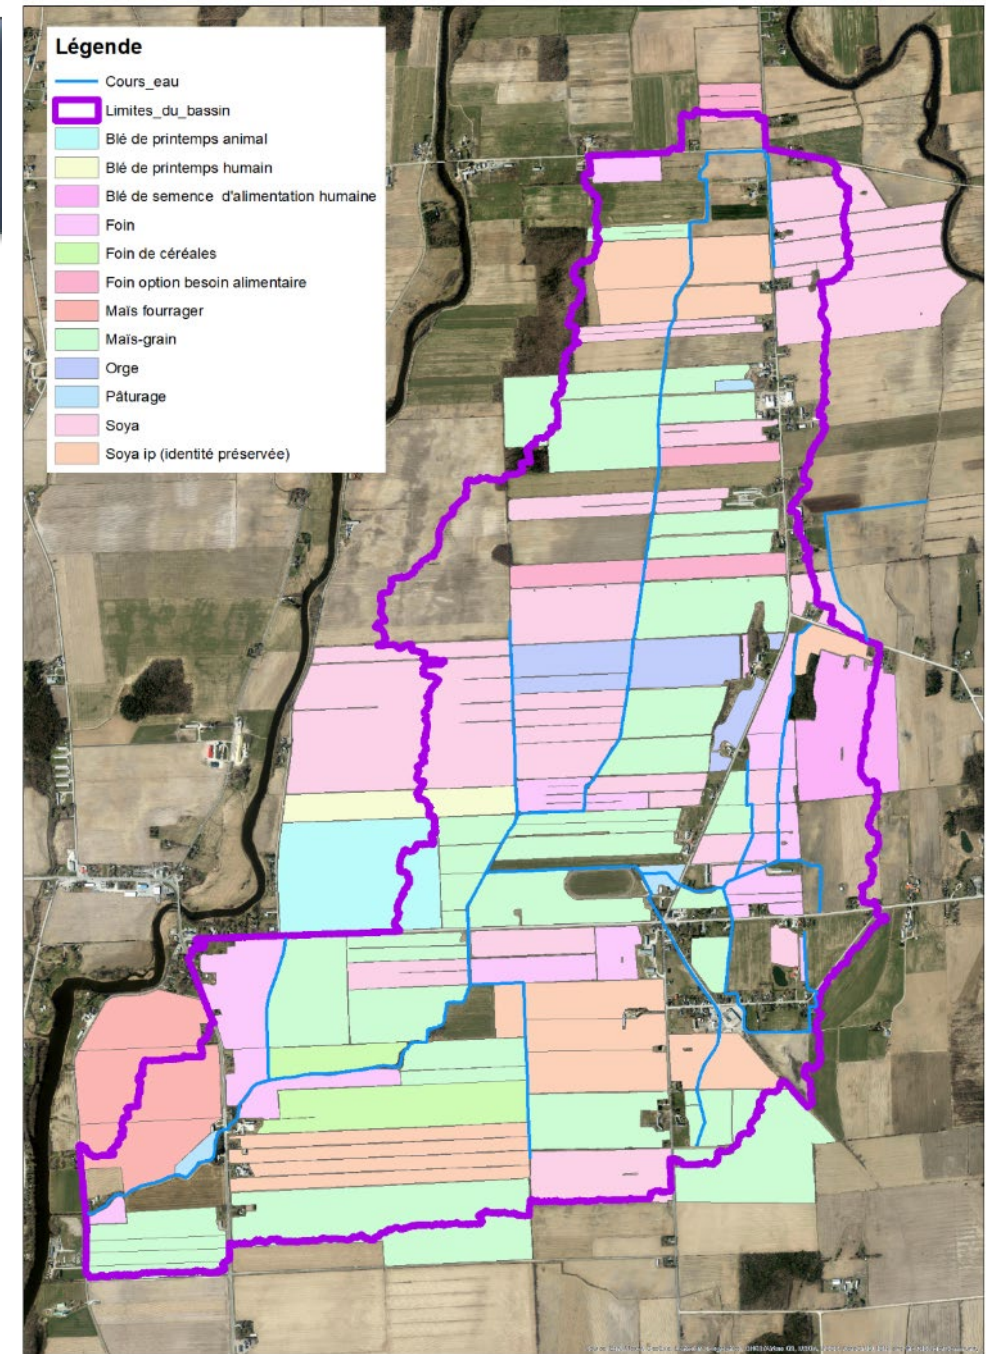 Légende
Cours_eau
Limites_du_bassin
Blé de printemps animal
Blé de printemps humain
Blé de semence d'alimentation humaine
Foin
Foin de céréales
Foin option besoin alimentaire
Maïs fourrager
Maïs-grain
Orge
Pâturage
Soya
Soya ip (identité préservée)